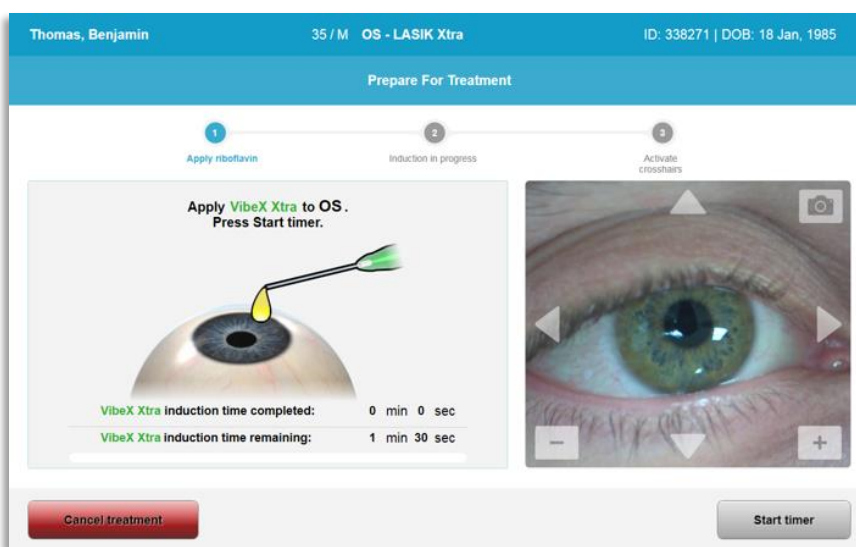 Thomas, Benjamin
35 / M OS - LASIK Xtra
ID: 338271 | DOB: 18 Jan, 1985
Prepare For Treatment
1
Apply riboflavin
2
Induction in progress
3
Activate
crosshairs
Apply VibeX Xtra to OS.
Press Start timer.
VibeX Xtra induction time completed: 0 min 0 sec
VibeX Xtra induction time remaining: 1 min 30 sec
Cancel treatment
Start timer